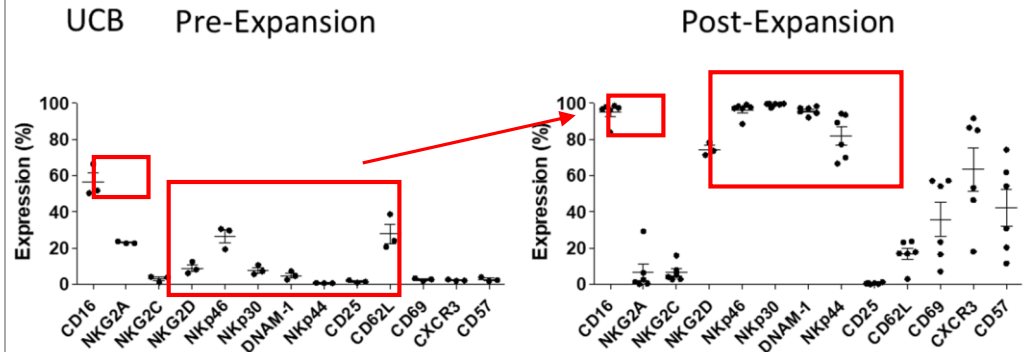 UCB Pre-Expansion
Post-Expansion
Expression (%)
100
80
60
40
20
0
CD16
NKG2A
NKG2C
NKG2D
NKp46
NKp30
DNAM-1
NKp44
CD25
CD62L
CD69
CXCR3
CD57
Expression (%)
100
80
60
40
20
0
CD16
NKG2A
NKG2C
NKG2D
NKp46
NKp30
DNAM-1
NKp44
CD25
CD62L
CD69
CXCR3
CD57